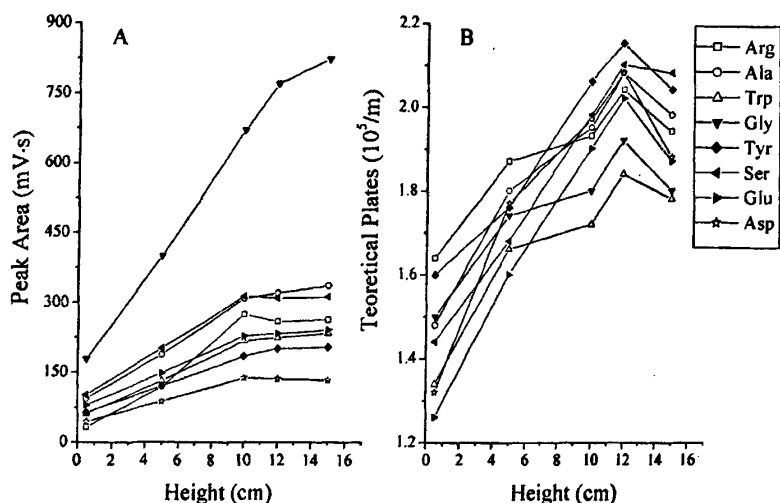 A
Peak Area (mV·s)
900
750
600
450
300
150
0
0 2 4 6 8 10 12 14 16
Height (cm)
B
Teoretical Plates (10⁵/m)
2.2
2.0
1.8
1.6
1.4
1.2
0 2 4 6 8 10 12 14 16
Height (cm)
Arg
Ala
Trp
Gly
Tyr
Ser
Glu
Asp